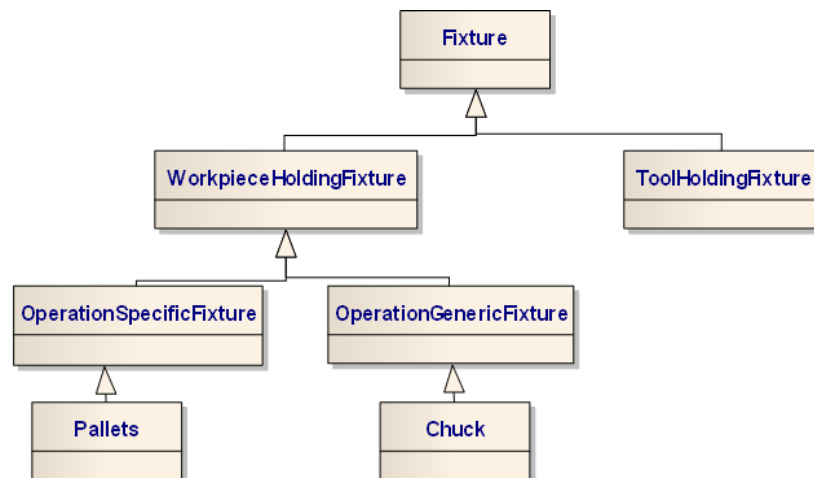 Fixture
WorkpieceHoldingFixture
ToolHoldingFixture
OperationSpecificFixture
OperationGenericFixture
Pallets
Chuck